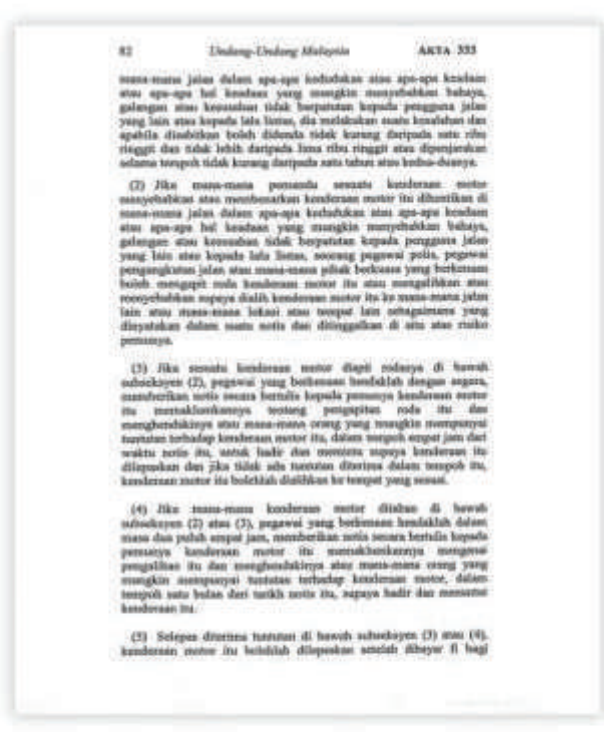 82 Undang-Undang Malaysia AKTA 333
mana-mana jalan dalam apa-apa kedudukan atau apa-apa keadaan
atau apa-apa hal keadaan yang mungkin menyebabkan bahaya,
galangan atau kesusahan tidak berpatutan kepada pengguna jalan
yang lain atau kepada lalu lintas, dia melakukan suatu kesalahan dan
apabila disabitkan boleh didenda tidak kurang daripada satu ribu
ringgit dan tidak lebih daripada lima ribu ringgit atau dipenjarakan
selama tempoh tidak kurang daripada satu tahun atau kedua-duanya.
(2) Jika mana-mana pemandu sesuatu kenderaan motor
menyebabkan atau membenarkan kenderaan motor itu dihentikan di
mana-mana jalan dalam apa-apa kedudukan atau apa-apa keadaan
atau apa-apa hal keadaan yang mungkin menyebabkan bahaya,
galangan atau kesusahan tidak berpatutan kepada pengguna jalan
yang lain atau kepada lalu lintas, seorang pegawai polis, pegawai
pengangkutan jalan atau mana-mana pihak berkuasa yang berkenaan
boleh mengapit roda kenderaan motor itu atau mengalihkan atau
menyebabkan supaya dialih kenderaan motor itu ke mana-mana jalan
lain atau mana-mana lokasi atau tempat lain sebagaimana yang
dinyatakan dalam suatu notis dan ditinggalkan di situ atas risiko
pemunya.
(3) Jika sesuatu kenderaan motor diapit rodanya di bawah
subseksyen (2), pegawai yang berkenaan hendaklah dengan segera,
memberikan notis secara bertulis kepada pemunya kenderaan motor
itu memaklumkannya tentang pengapitan roda itu dan
menghendakinya atau mana-mana orang yang mungkin mempunyai
tuntutan terhadap kenderaan motor itu, dalam tempoh empat jam dari
waktu notis itu, untuk hadir dan meminta supaya kenderaan itu
dilepaskan dan jika tidak ada tuntutan diterima dalam tempoh itu,
kenderaan motor itu bolehlah dialihkan ke tempat yang sesuai.
(4) Jika mana-mana kenderaan motor ditahan di bawah
subseksyen (2) atau (3), pegawai yang berkenaan hendaklah dalam
masa dua puluh empat jam, memberikan notis secara bertulis kepada
pemunya kenderaan motor itu memaklumkannya mengenai
pengalihan itu dan menghendakinya atau mana-mana orang yang
mungkin mempunyai tuntutan terhadap kenderaan motor, dalam
tempoh satu bulan dari tarikh notis itu, supaya hadir dan menuntut
kenderaan itu.
(5) Selepas diterima tuntutan di bawah subseksyen (3) atau (4),
kenderaan motor itu bolehlah dilepaskan setelah dibayar fi bagi